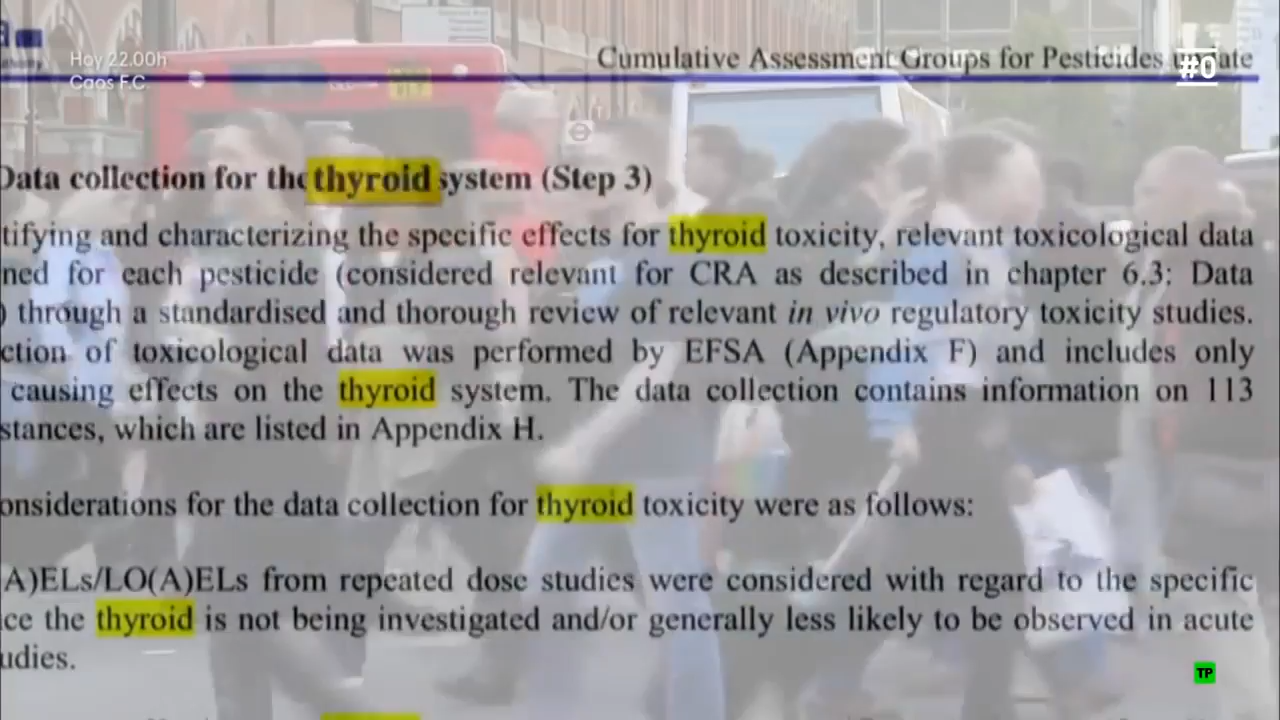 Hoy 22.00h
Caos F.C.
#0
Cumulative Assessment Groups for Pesticides
Data collection for the thyroid system (Step 3)
tifying and characterizing the specific effects for thyroid toxicity, relevant toxicological data
ned for each pesticide (considered relevant for CRA as described in chapter 6.3: Data
) through a standardised and thorough review of relevant in vivo regulatory toxicity studies.
ction of toxicological data was performed by EFSA (Appendix F) and includes only
causing effects on the thyroid system. The data collection contains information on 113
stances, which are listed in Appendix H.
onsiderations for the data collection for thyroid toxicity were as follows:
A)ELs/LO(A)ELs from repeated dose studies were considered with regard to the specific
ce the thyroid is not being investigated and/or generally less likely to be observed in acute
udies.
TP